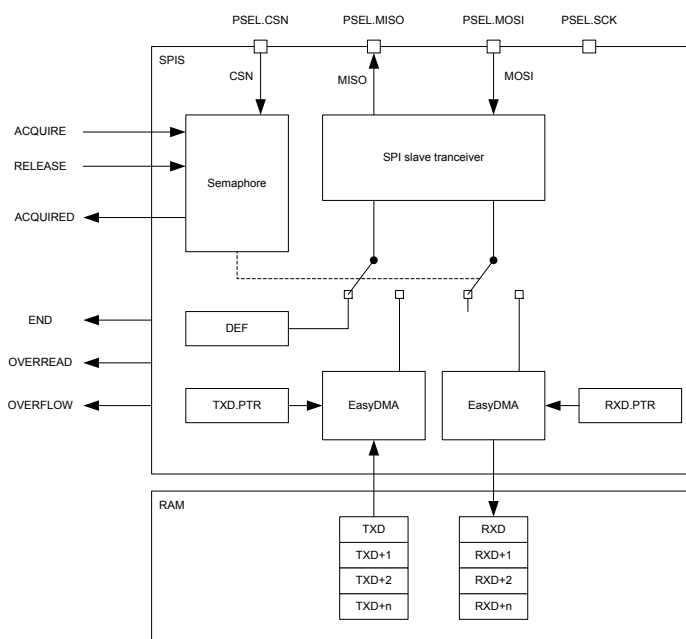 PSEL.CSN PSEL.MISO PSEL.MOSI PSEL.SCK
SPIS
CSN MISO MOSI
ACQUIRE
RELEASE
ACQUIRED
Semaphore
SPI slave tranceiver
END
OVERREAD
OVERFLOW
DEF
TXD.PTR EasyDMA EasyDMA RXD.PTR
RAM
TXD RXD
TXD+1 RXD+1
TXD+2 RXD+2
TXD+n RXD+n